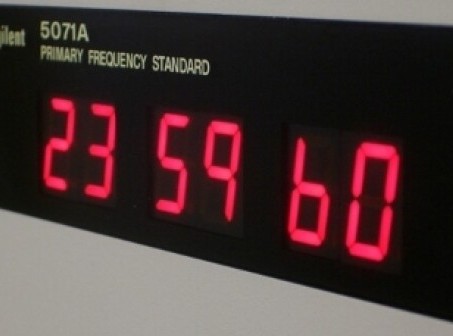 5071A
PRIMARY FREQUENCY STANDARD
23 59 60